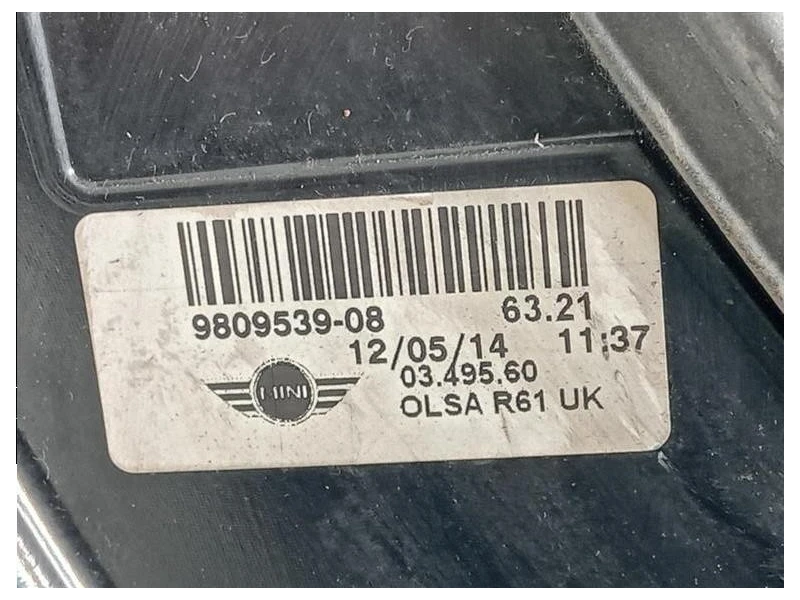 9809539-08 63.21
12/05/14 11:37
03.495.60
MINI
OLSA R61 UK